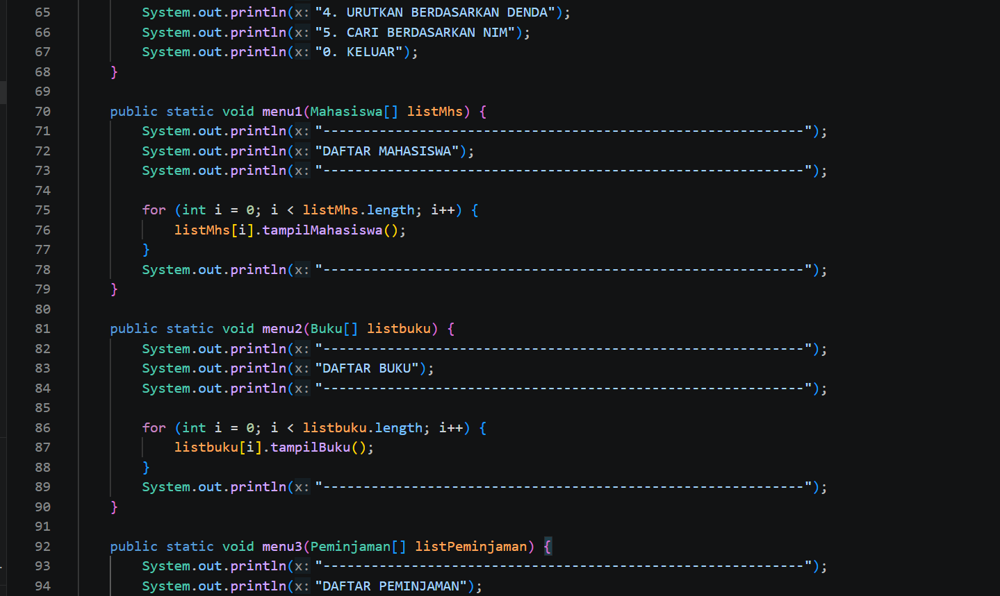 65 System.out.println(x: "4. URUTKAN BERDASARKAN DENDA");
66 System.out.println(x: "5. CARI BERDASARKAN NIM");
67 System.out.println(x: "0. KELUAR");
68 }
69
70 public static void menu1(Mahasiswa[] listMhs) {
71 System.out.println(x: "------------------------------------------------------------");
72 System.out.println(x: "DAFTAR MAHASISWA");
73 System.out.println(x: "------------------------------------------------------------");
74
75 for (int i = 0; i < listMhs.length; i++) {
76 listMhs[i].tampilMahasiswa();
77 }
78 System.out.println(x: "------------------------------------------------------------");
79 }
80
81 public static void menu2(Buku[] listbuku) {
82 System.out.println(x: "------------------------------------------------------------");
83 System.out.println(x: "DAFTAR BUKU");
84 System.out.println(x: "------------------------------------------------------------");
85
86 for (int i = 0; i < listbuku.length; i++) {
87 listbuku[i].tampilBuku();
88 }
89 System.out.println(x: "------------------------------------------------------------");
90 }
91
92 public static void menu3(Peminjaman[] listPeminjaman) {
93 System.out.println(x: "------------------------------------------------------------");
94 System.out.println(x: "DAFTAR PEMINJAMAN");